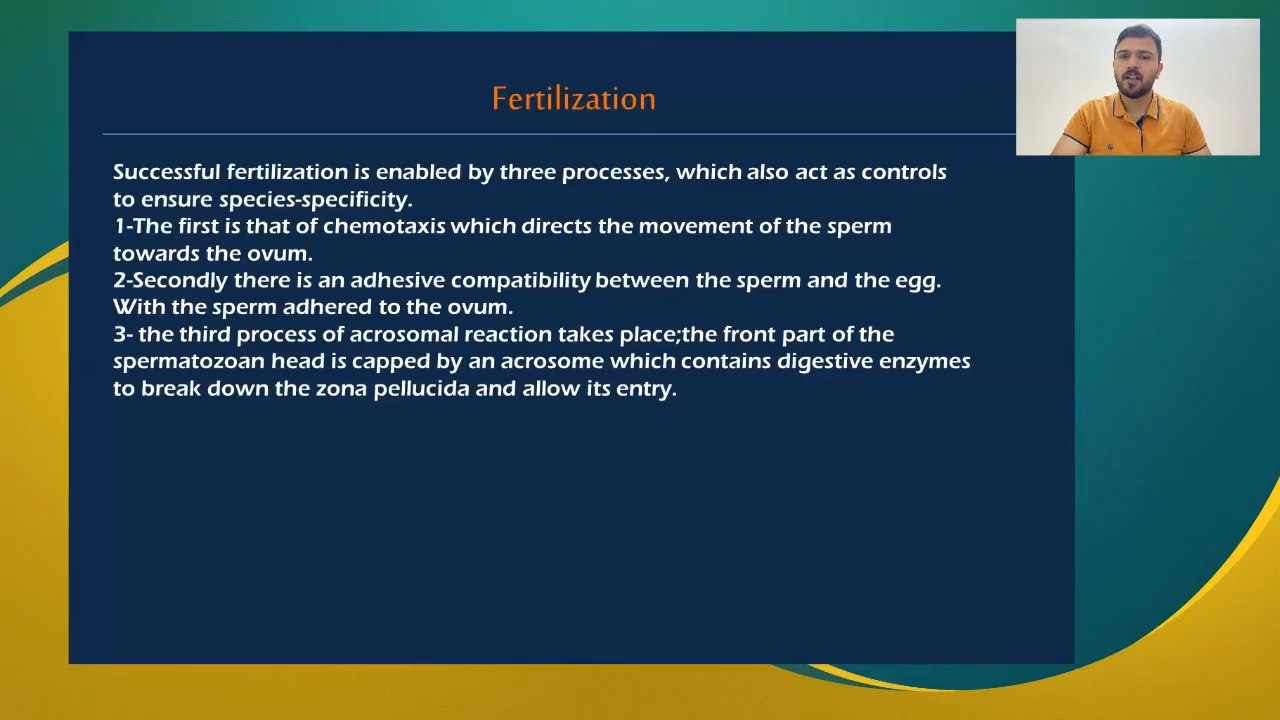 Fertilization
Successful fertilization is enabled by three processes, which also act as controls
to ensure species-specificity.
1-The first is that of chemotaxis which directs the movement of the sperm
towards the ovum.
2-Secondly there is an adhesive compatibility between the sperm and the egg.
With the sperm adhered to the ovum.
3- the third process of acrosomal reaction takes place;the front part of the
spermatozoan head is capped by an acrosome which contains digestive enzymes
to break down the zona pellucida and allow its entry.